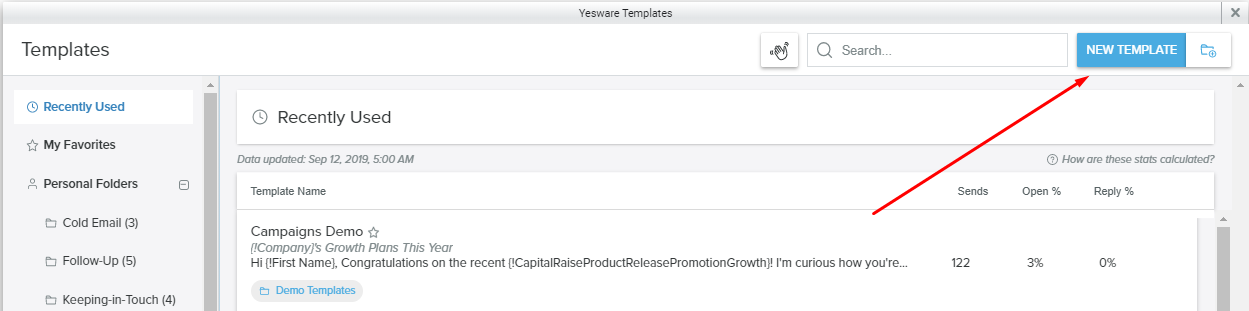 Yesware Templates
Templates
Search...
NEW TEMPLATE
Recently Used
My Favorites
Personal Folders
Cold Email (3)
Follow-Up (5)
Keeping-in-Touch (4)
Recently Used
Data updated: Sep 12, 2019, 5:00 AM
How are these stats calculated?
Template Name Sends Open % Reply %
Campaigns Demo
{!Company}'s Growth Plans This Year
Hi {!First Name}, Congratulations on the recent {!CapitalRaiseProductReleasePromotionGrowth}! I'm curious how you're... 122 3% 0%
Demo Templates